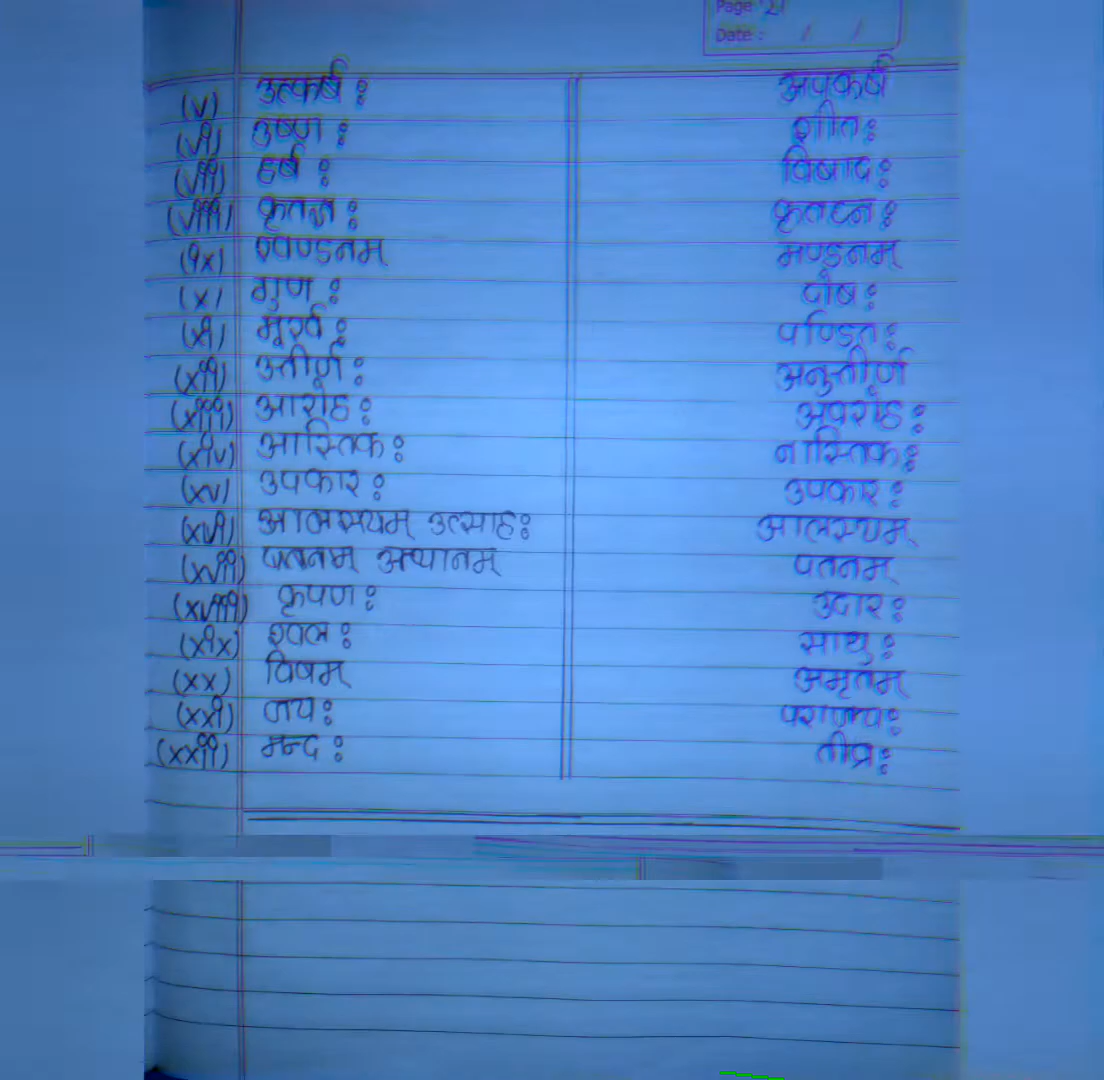 Page 21
Date : / /
(v) उत्कर्ष : अपकर्ष
(vi) उष्ण : शीत :
(vii) हर्ष : विषाद :
(viii) कृतज्ञ : कृतघ्न :
(ix) खण्डनम् मण्डनम्
(x) गुण : दोष :
(xi) मूर्ख : पण्डित :
(xii) उतीर्ण : अनुतीर्ण
(xiii) आरोह : अवरोह :
(xiv) आस्तिक : नास्तिक :
(xv) उपकार : उपकार :
(xvi) आलस्यम् उत्साह : आलस्यम्
(xvii) पतनम् पतनम्
(xviii) कृपण : उदार :
(xix) खल : साधु :
(xx) विषम् अमृतम्
(xxi) जय : पराजय :
(xxii) मन्द : तीव्र :